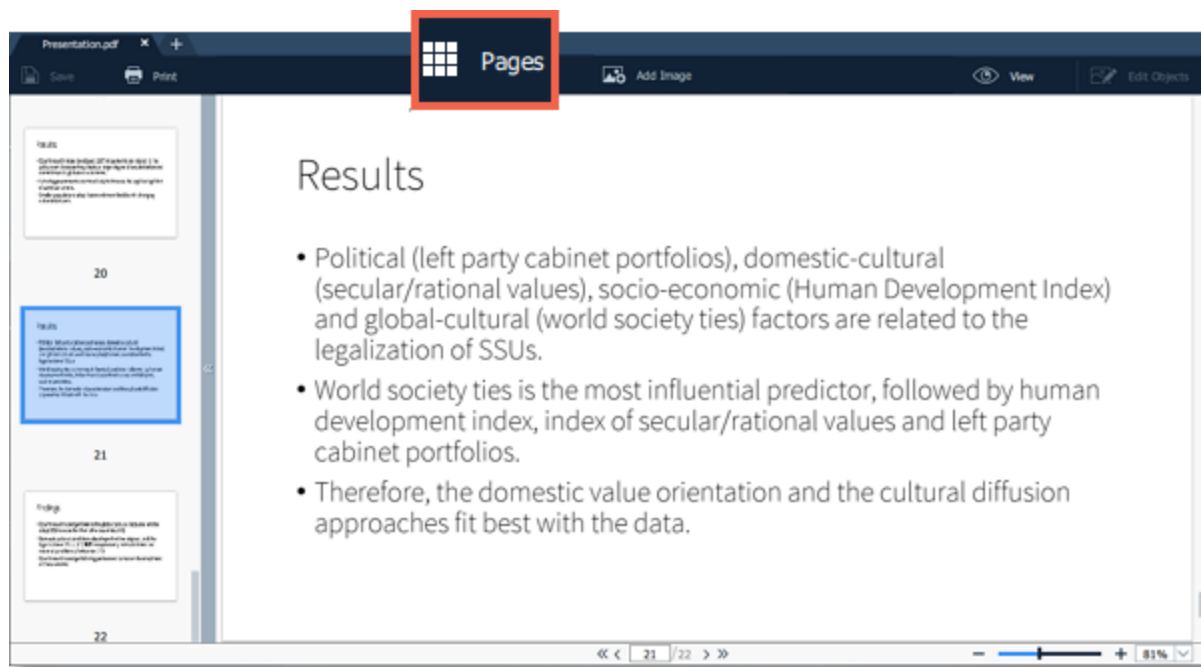 Presentation.pdf × +
Save Print Pages Add Image View Edit Objects
Results
20
Results
21
Findings
22
Results
• Political (left party cabinet portfolios), domestic-cultural
(secular/rational values), socio-economic (Human Development Index)
and global-cultural (world society ties) factors are related to the
legalization of SSUs.
• World society ties is the most influential predictor, followed by human
development index, index of secular/rational values and left party
cabinet portfolios.
• Therefore, the domestic value orientation and the cultural diffusion
approaches fit best with the data.
21 /22
81%